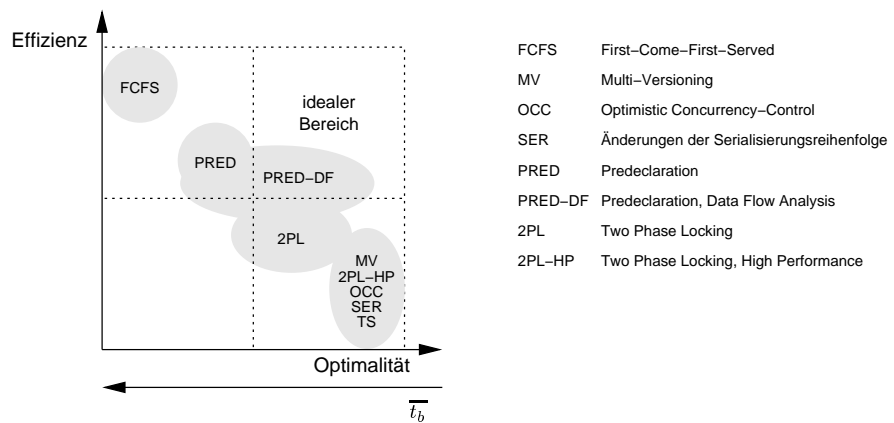 Effizienz
FCFS
idealer
Bereich
PRED
PRED−DF
2PL
MV
2PL−HP
OCC
SER
TS
Optimalität
t_b
FCFS First−Come−First−Served
MV Multi−Versioning
OCC Optimistic Concurrency−Control
SER Änderungen der Serialisierungsreihenfolge
PRED Predeclaration
PRED−DF Predeclaration, Data Flow Analysis
2PL Two Phase Locking
2PL−HP Two Phase Locking, High Performance